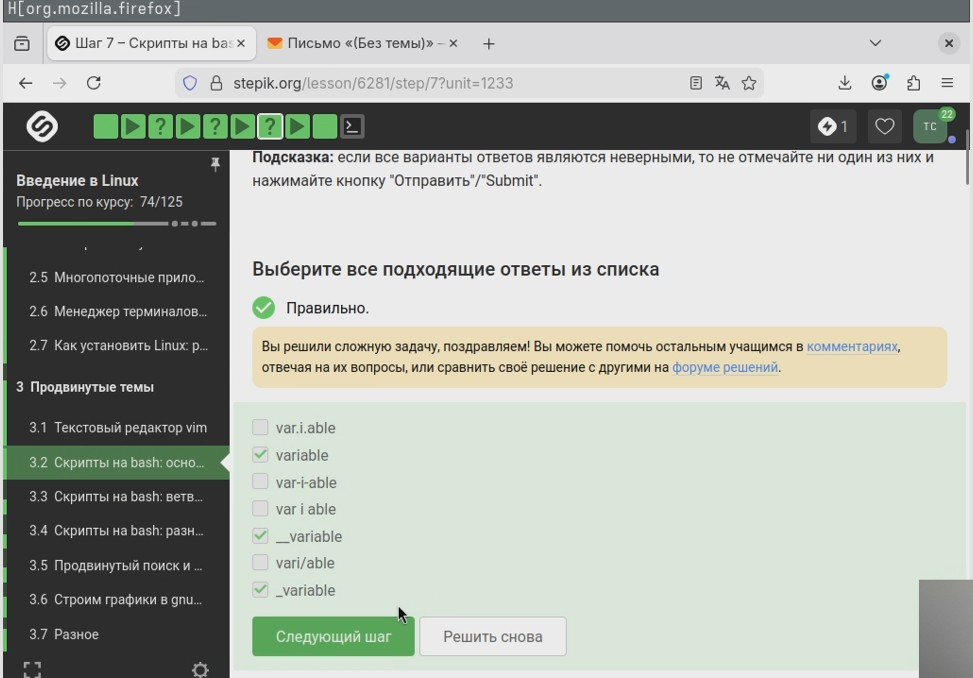 H[org.mozilla.firefox]
Шаг 7 – Скрипты на bas
Письмо «(Без темы)» –
stepik.org/lesson/6281/step/7?unit=1233
1
TC
22
Подсказка: если все варианты ответов являются неверными, то не отмечайте ни один из них и
нажимайте кнопку "Отправить"/"Submit".
Введение в Linux
Прогресс по курсу: 74/125
2.5 Многопоточные прило...
2.6 Менеджер терминалов...
2.7 Как установить Linux: р...
3 Продвинутые темы
3.1 Текстовый редактор vim
3.2 Скрипты на bash: осно...
3.3 Скрипты на bash: ветв...
3.4 Скрипты на bash: разн...
3.5 Продвинутый поиск и ...
3.6 Строим графики в gnu...
3.7 Разное
Выберите все подходящие ответы из списка
Правильно.
Вы решили сложную задачу, поздравляем! Вы можете помочь остальным учащимся в комментариях,
отвечая на их вопросы, или сравнить своё решение с другими на форуме решений.
var.i.able
variable
var-i-able
var i able
__variable
vari/able
_variable
Следующий шаг
Решить снова